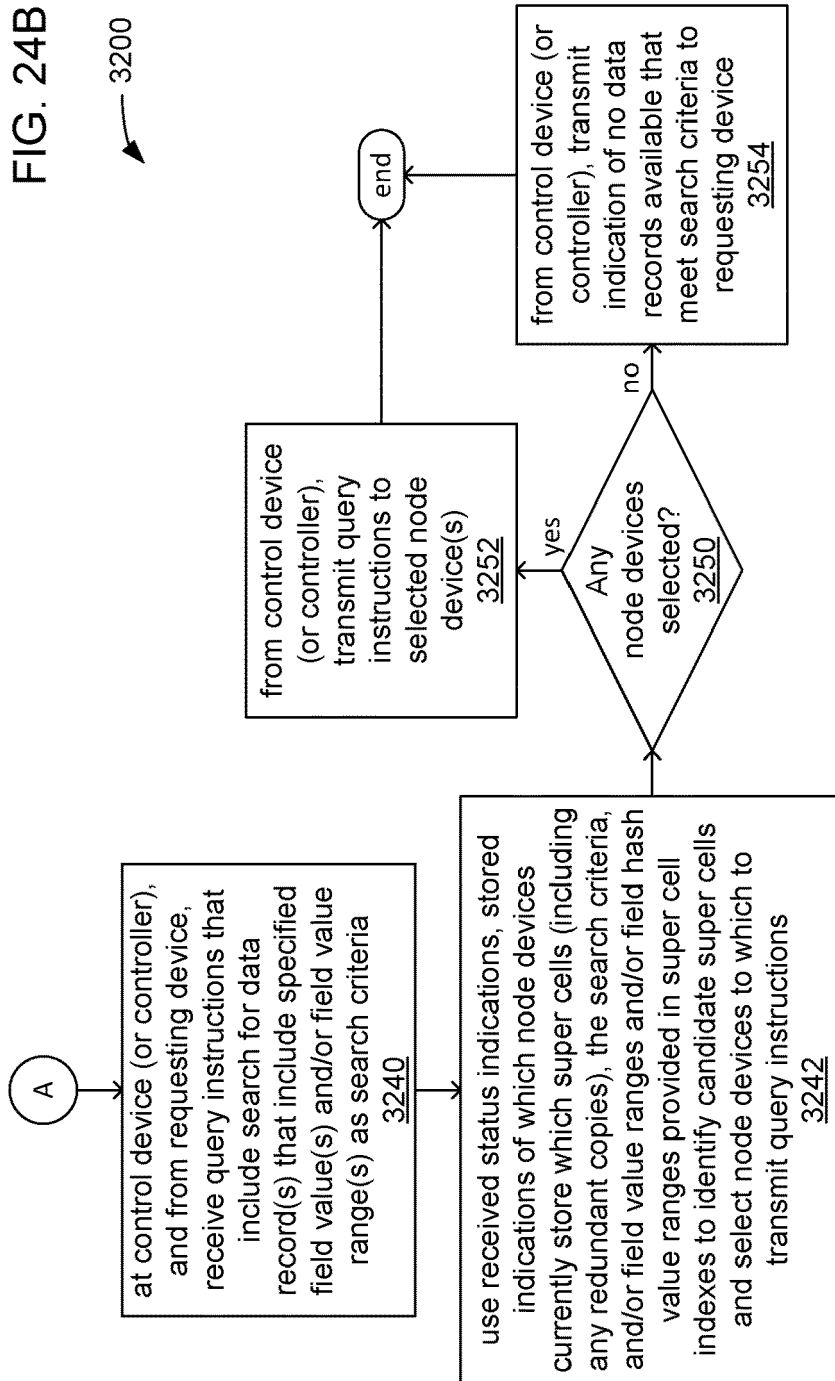 FIG. 24B
3200
A
at control device (or controller),
and from requesting device,
receive query instructions that
include search for data
record(s) that include specified
field value(s) and/or field value
range(s) as search criteria
3240
use received status indications, stored
indications of which node devices
currently store which super cells (including
any redundant copies), the search criteria,
and/or field value ranges and/or field hash
value ranges provided in super cell
indexes to identify candidate super cells
and select node devices to which to
transmit query instructions
3242
Any
node devices
selected?
3250
yes
no
from control device
(or controller),
transmit query
instructions to
selected node
device(s)
3252
from control device (or
controller), transmit
indication of no data
records available that
meet search criteria to
requesting device
3254
end